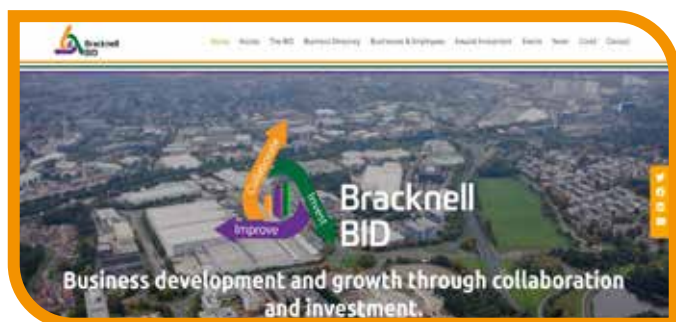 Bracknell
BID
Home
The BID Business Directory Businesses & Employees Inward Investment Events News Covid Contact
Collaborate
Invest
Improve
Bracknell
BID
Business development and growth through collaboration
and investment.